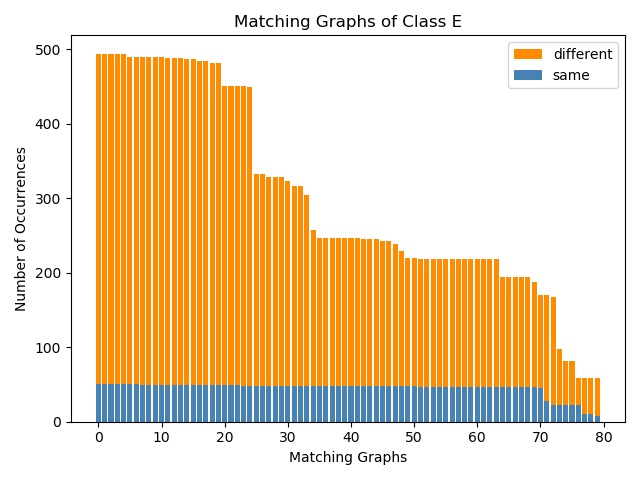 Matching Graphs of Class E
different
same
Number of Occurrences
500
400
300
200
100
0
0 10 20 30 40 50 60 70 80
Matching Graphs